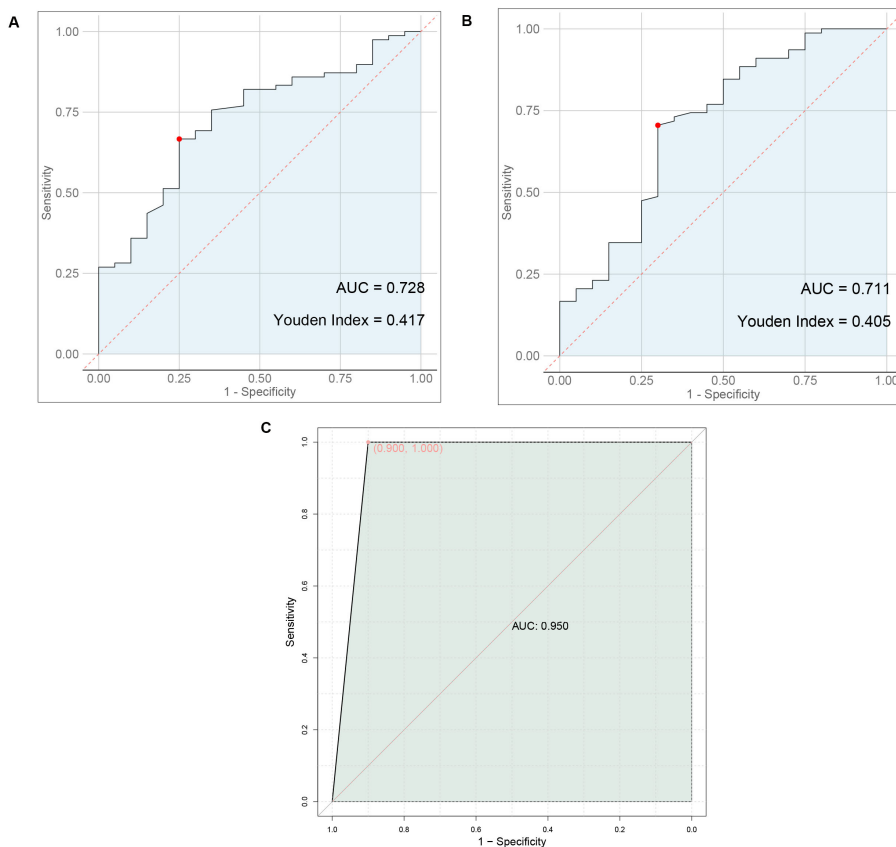 A
1.00
0.75
0.50
0.25
0.00
Sensitivity
AUC = 0.728
Youden Index = 0.417
0.00 0.25 0.50 0.75 1.00
1 - Specificity
B
1.00
0.75
0.50
0.25
0.00
Sensitivity
AUC = 0.711
Youden Index = 0.405
0.00 0.25 0.50 0.75 1.00
1 - Specificity
C
1.0
0.8
0.6
0.4
0.2
0.0
Sensitivity
(0.900, 1.000)
AUC: 0.950
1.0 0.8 0.6 0.4 0.2 0.0
1 − Specificity